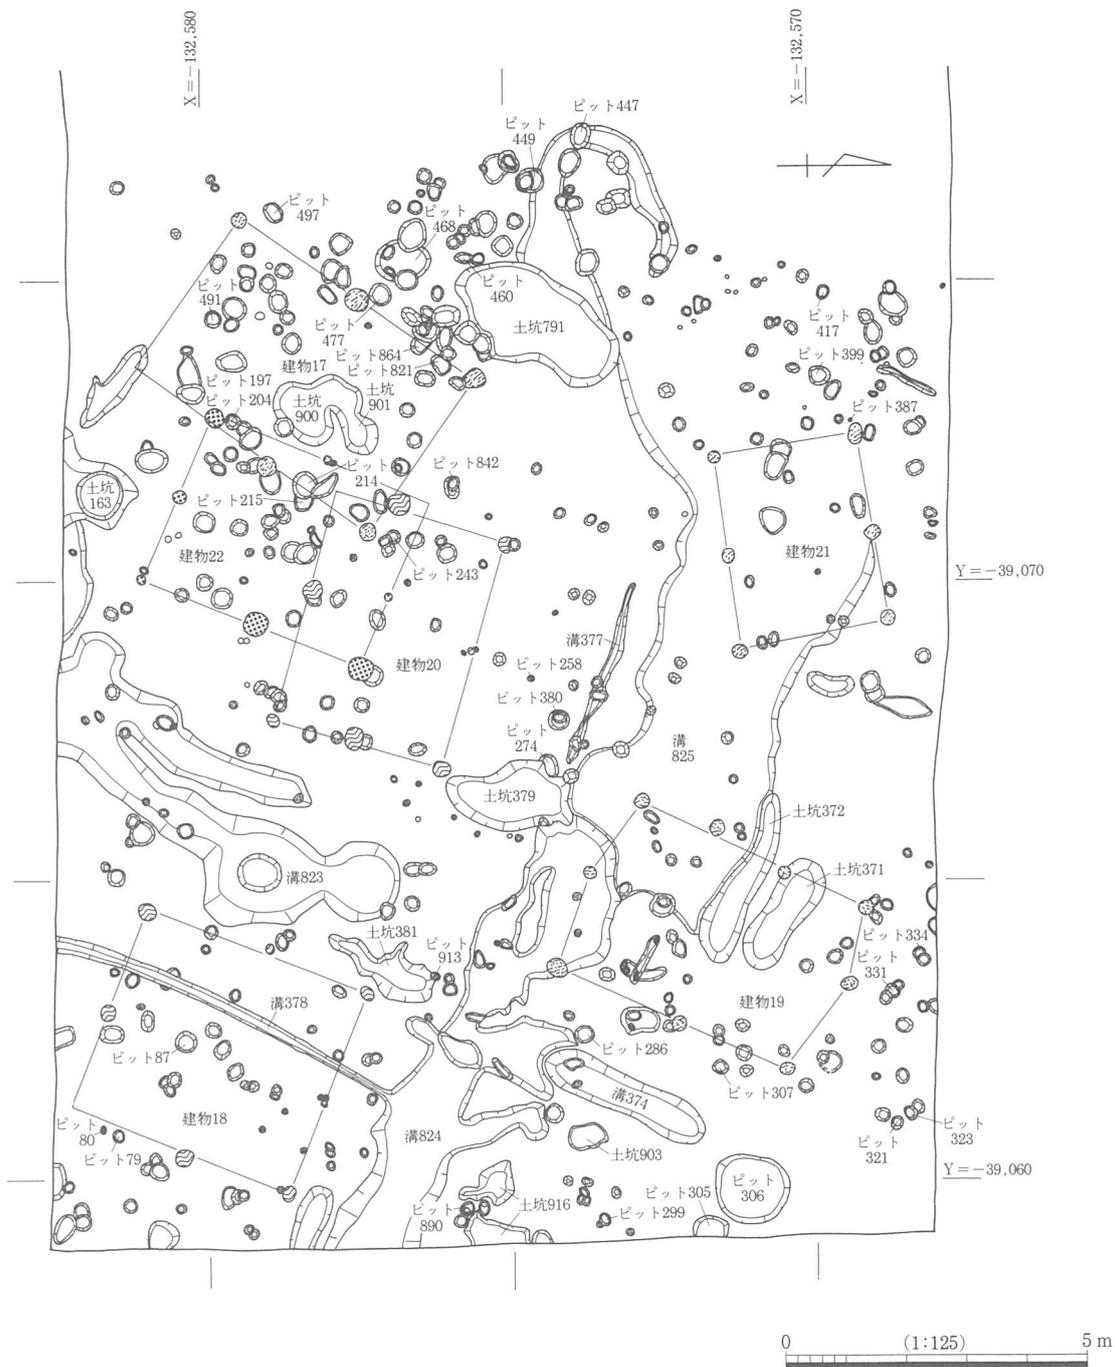 X=-132,580
X=-132,570
ピット447
ピット
449
ピット
497
ピット
468
ピット
491
ピット
460
土坑791
ピット
477
ピット
417
ピット864
ピット399
建物17
ピット821
ピット197
ピット204
土坑
900
土坑
901
ピット387
ピット
214
ピット842
土坑
163
ピット215
建物22
建物21
ピット243
Y=-39,070
溝377
建物20
ピット258
ピット380
ピット
274
溝
825
土坑379
土坑372
溝823
土坑371
土坑381
ピット
913
ピット334
ピット
331
溝378
建物19
ピット87
ピット286
ピット307
溝374
建物18
ピット
80
ピット79
溝824
土坑903
ピット
323
ピット
321
Y=-39,060
ピット
306
ピット305
ピット
890
土坑916
ピット299
0 (1:125) 5 m